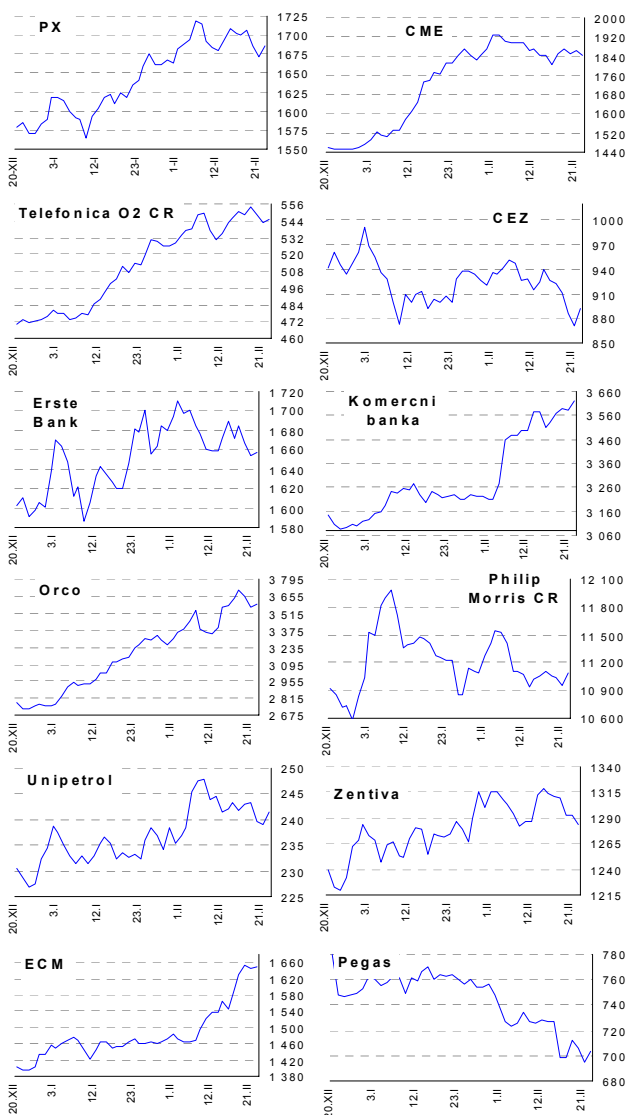 PX
1725
1700
1675
1650
1625
1600
1575
1550
20-XII
3-I
12-I
23-I
1-II
12-II
21-II
CME
2000
1920
1840
1760
1680
1600
1520
1440
20.XII
3.I
12.I
23.I
1.II
12.II
21.II
Telefonica O2 CR
556
544
532
520
508
496
484
472
460
20.XII
3.I
12.I
23.I
1.II
12.II
21.II
CEZ
1000
970
940
910
880
850
20.XII
3.I
12.I
23.I
1.II
12.II
21.II
Erste
Bank
1 720
1 700
1 680
1 660
1 640
1 620
1 600
1 580
20.XII
3.I
12.I
23.I
1.II
12.II
21.II
Komercni
banka
3 660
3 560
3 460
3 360
3 260
3 160
3 060
20.XII
3.I
12.I
23.I
1.II
12.II
21.II
Orco
3 795
3 655
3 515
3 375
3 235
3 095
2 955
2 815
2 675
20.XII
3.I
12.I
23.I
1.II
12.II
21.II
Philip
Morris CR
12 100
11 800
11 500
11 200
10 900
10 600
20.XII
3.I
12.I
23.I
1.II
12.II
21.II
Unipetrol
250
245
240
235
230
225
20.XII
3.I
12.I
23.I
1.II
12.II
21.II
Zentiva
1340
1315
1290
1265
1240
1215
20.XII
3.I
12.I
23.I
1.II
12.II
21.II
ECM
1 660
1 620
1 580
1 540
1 500
1 460
1 420
1 380
20.XII
3.I
12.I
23.I
1.II
12.II
21.II
Pegas
780
760
740
720
700
680
20.XII
3.I
12.I
23.I
1.II
12.II
21.II